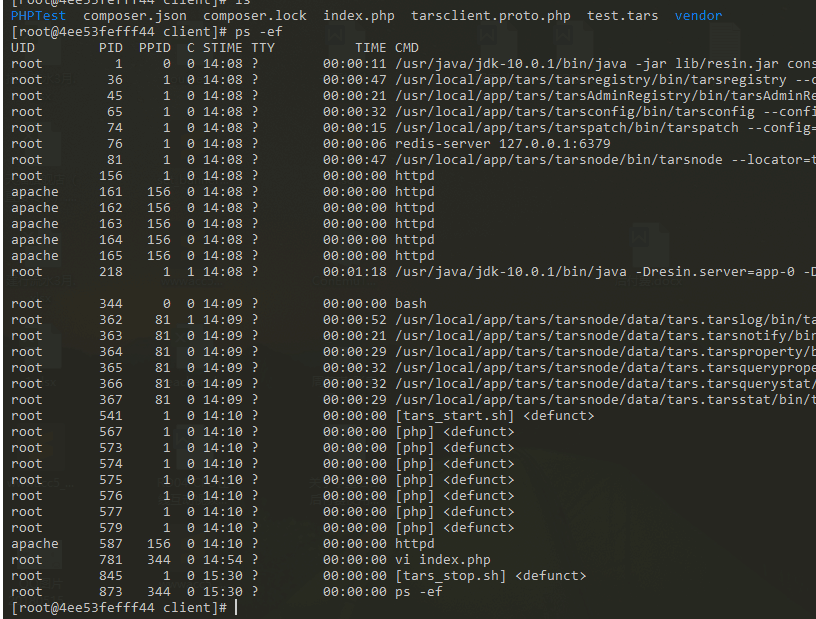 [root@4ee53fefff44 client]# ls
PHPTest  composer.json  composer.lock  index.php  tarsclient.proto.php  test.tars  vendor
[root@4ee53fefff44 client]# ps -ef
UID        PID  PPID  C STIME TTY          TIME CMD
root         1     0  0 14:08 ?        00:00:11 /usr/java/jdk-10.0.1/bin/java -jar lib/resin.jar cons
root        36     1  0 14:08 ?        00:00:47 /usr/local/app/tars/tarsregistry/bin/tarsregistry --c
root        45     1  0 14:08 ?        00:00:21 /usr/local/app/tars/tarsAdminRegistry/bin/tarsAdminRe
root        65     1  0 14:08 ?        00:00:32 /usr/local/app/tars/tarsconfig/bin/tarsconfig --confi
root        74     1  0 14:08 ?        00:00:15 /usr/local/app/tars/tarspatch/bin/tarspatch --config=
root        76     1  0 14:08 ?        00:00:06 redis-server 127.0.0.1:6379
root        81     1  0 14:08 ?        00:00:47 /usr/local/app/tars/tarsnode/bin/tarsnode --locator=t
root       156     1  0 14:08 ?        00:00:00 httpd
apache     161   156  0 14:08 ?        00:00:00 httpd
apache     162   156  0 14:08 ?        00:00:00 httpd
apache     163   156  0 14:08 ?        00:00:00 httpd
apache     164   156  0 14:08 ?        00:00:00 httpd
apache     165   156  0 14:08 ?        00:00:00 httpd
root       218     1  1 14:08 ?        00:01:18 /usr/java/jdk-10.0.1/bin/java -Dresin.server=app-0 -D
root       344     0  0 14:09 ?        00:00:00 bash
root       362    81  1 14:09 ?        00:00:52 /usr/local/app/tars/tarsnode/data/tars.tarslog/bin/ta
root       363    81  0 14:09 ?        00:00:21 /usr/local/app/tars/tarsnode/data/tars.tarsnotify/bin
root       364    81  0 14:09 ?        00:00:29 /usr/local/app/tars/tarsnode/data/tars.tarsproperty/b
root       365    81  0 14:09 ?        00:00:32 /usr/local/app/tars/tarsnode/data/tars.tarsqueryprope
root       366    81  0 14:09 ?        00:00:32 /usr/local/app/tars/tarsnode/data/tars.tarsquerystat/
root       367    81  0 14:09 ?        00:00:29 /usr/local/app/tars/tarsnode/data/tars.tarsstat/bin/t
root       541     1  0 14:10 ?        00:00:00 [tars_start.sh] <defunct>
root       567     1  0 14:10 ?        00:00:00 [php] <defunct>
root       573     1  0 14:10 ?        00:00:00 [php] <defunct>
root       574     1  0 14:10 ?        00:00:00 [php] <defunct>
root       575     1  0 14:10 ?        00:00:00 [php] <defunct>
root       576     1  0 14:10 ?        00:00:00 [php] <defunct>
root       577     1  0 14:10 ?        00:00:00 [php] <defunct>
root       579     1  0 14:10 ?        00:00:00 [php] <defunct>
apache     587   156  0 14:10 ?        00:00:00 httpd
root       781   344  0 14:54 ?        00:00:00 vi index.php
root       845     1  0 15:30 ?        00:00:00 [tars_stop.sh] <defunct>
root       873   344  0 15:30 ?        00:00:00 ps -ef
[root@4ee53fefff44 client]#